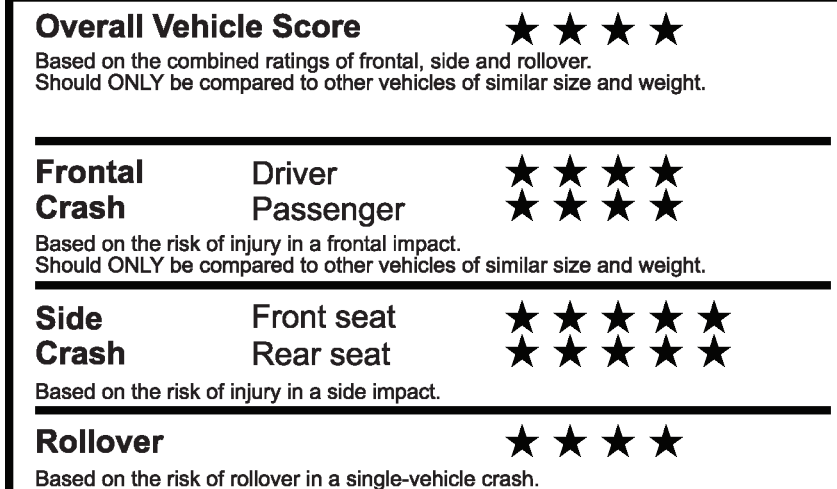 Overall Vehicle Score ★ ★ ★ ★
Based on the combined ratings of frontal, side and rollover.
Should ONLY be compared to other vehicles of similar size and weight.
Frontal Driver ★ ★ ★ ★
Crash Passenger ★ ★ ★ ★
Based on the risk of injury in a frontal impact.
Should ONLY be compared to other vehicles of similar size and weight.
Side Front seat ★ ★ ★ ★ ★
Crash Rear seat ★ ★ ★ ★ ★
Based on the risk of injury in a side impact.
Rollover ★ ★ ★ ★
Based on the risk of rollover in a single-vehicle crash.